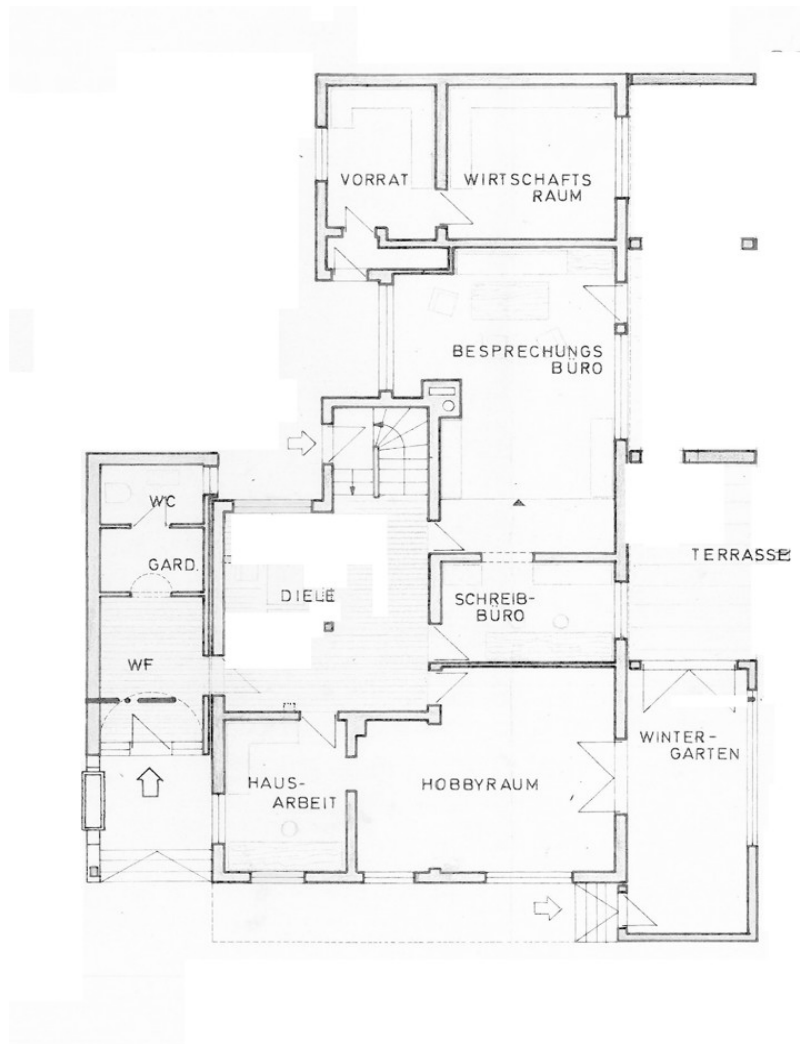 VORRAT
WIRTSCHAFTS
RAUM
BESPRECHUNGS
BÜRO
WC
GARD.
TERRASSE
DIELE
SCHREIB-
BÜRO
WF
WINTER-
GARTEN
HAUS-
ARBEIT
HOBBYRAUM